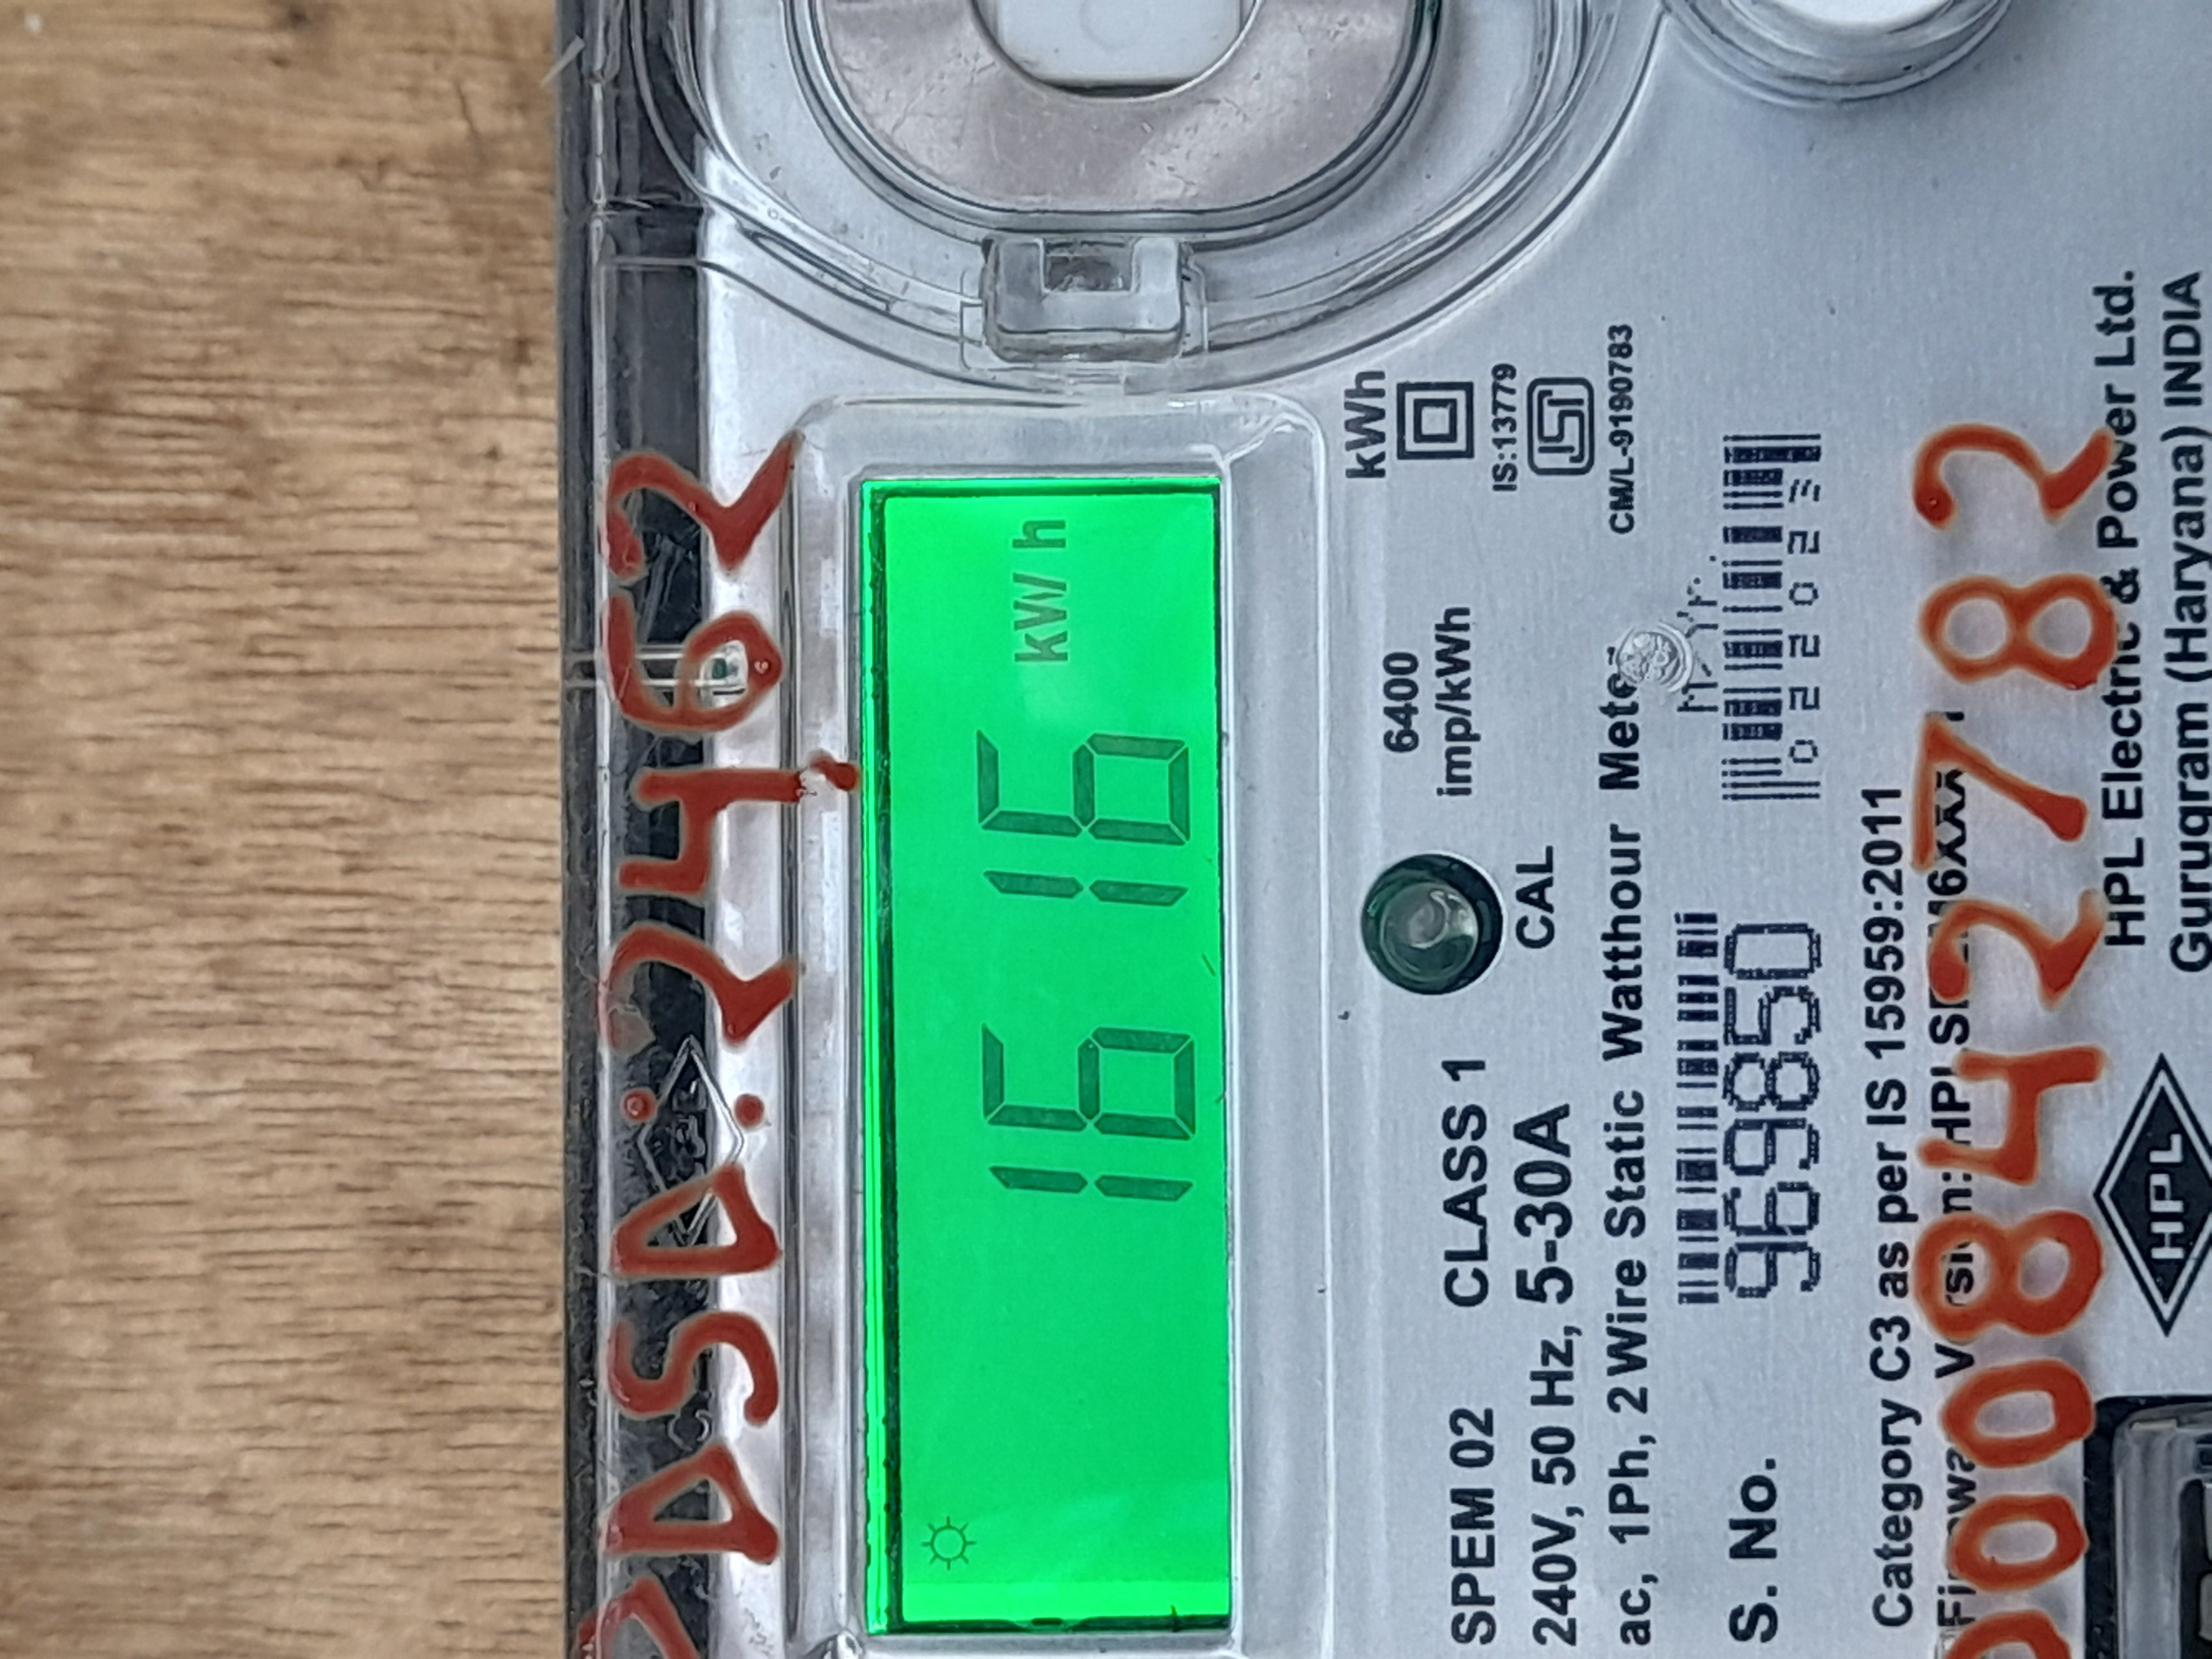 DSD:2462
1616 kWh
kWh
6400
imp/kWh
IS:13779
CAL
CM/L-9190783
SPEM 02 CLASS 1
240V, 50 Hz, 5-30A
ac, 1Ph, 2 Wire Static Watthour Meter
M/Y.
S. No. 969850 022023
Category C3 as per IS 15959:2011
00842782
HPL
HPL Electric & Power Ltd.
Gurugram (Haryana) INDIA